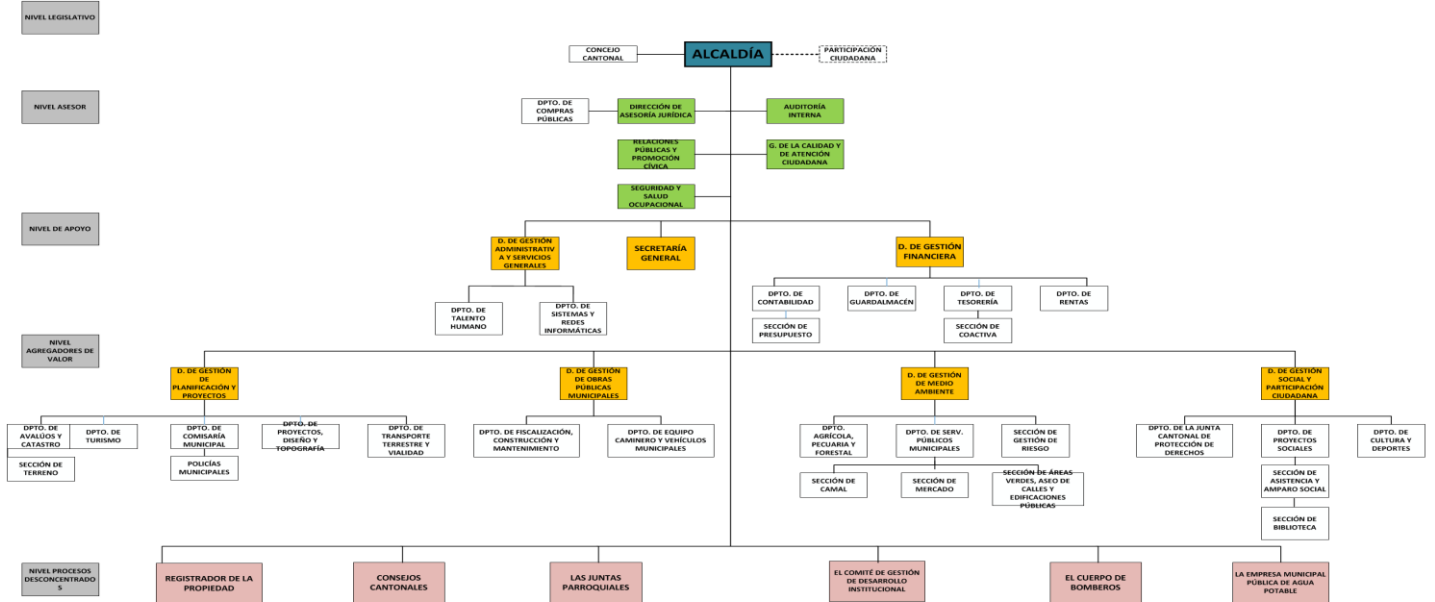 NIVEL LEGISLATIVO
CONCEJO
CANTONAL
ALCALDÍA
PARTICIPACIÓN
CIUDADANA
NIVEL ASESOR
DPTO. DE
COMPRAS
PÚBLICAS
DIRECCIÓN DE
ASESORÍA JURÍDICA
AUDITORÍA
INTERNA
RELACIONES
PÚBLICAS Y
PROMOCIÓN
CÍVICA
G. DE LA CALIDAD Y
DE ATENCIÓN
CIUDADANA
SEGURIDAD Y
SALUD
OCUPACIONAL
NIVEL DE APOYO
D. DE GESTIÓN
ADMINISTRATIV
A Y SERVICIOS
GENERALES
SECRETARÍA
GENERAL
D. DE GESTIÓN
FINANCIERA
DPTO. DE
TALENTO
HUMANO
DPTO. DE
SISTEMAS Y
REDES
INFORMÁTICAS
DPTO. DE
CONTABILIDAD
DPTO. DE
GUARDALMACÉN
DPTO. DE
TESORERÍA
DPTO. DE
RENTAS
SECCIÓN DE
PRESUPUESTO
SECCIÓN DE
COACTIVA
NIVEL
AGREGADORES DE
VALOR
D. DE GESTIÓN
DE
PLANIFICACIÓN Y
PROYECTOS
D. DE GESTIÓN
DE OBRAS
PÚBLICAS
MUNICIPALES
D. DE GESTIÓN
DE MEDIO
AMBIENTE
D. DE GESTIÓN
SOCIAL Y
PARTICIPACIÓN
CIUDADANA
DPTO. DE
AVALÚOS Y
CATASTRO
DPTO. DE
TURISMO
DPTO. DE
COMISARÍA
MUNICIPAL
DPTO. DE
PROYECTOS,
DISEÑO Y
TOPOGRAFÍA
DPTO. DE
TRANSPORTE
TERRESTRE Y
VIALIDAD
DPTO. DE FISCALIZACIÓN,
CONSTRUCCIÓN Y
MANTENIMIENTO
DPTO. DE EQUIPO
CAMINERO Y VEHÍCULOS
MUNICIPALES
DPTO.
AGRÍCOLA,
PECUARIA Y
FORESTAL
DPTO. DE SERV.
PÚBLICOS
MUNICIPALES
SECCIÓN DE
GESTIÓN DE
RIESGO
DPTO. DE LA JUNTA
CANTONAL DE
PROTECCIÓN DE
DERECHOS
DPTO. DE
PROYECTOS
SOCIALES
DPTO. DE
CULTURA Y
DEPORTES
SECCIÓN DE
TERRENO
POLICÍAS
MUNICIPALES
SECCIÓN DE
CAMAL
SECCIÓN DE
MERCADO
SECCIÓN DE ÁREAS
VERDES, ASEO DE
CALLES Y
EDIFICACIONES
PÚBLICAS
SECCIÓN DE
ASISTENCIA Y
AMPARO SOCIAL
SECCIÓN DE
BIBLIOTECA
NIVEL PROCESOS
DESCONCENTRADO
S
REGISTRADOR DE LA
PROPIEDAD
CONSEJOS
CANTONALES
LAS JUNTAS
PARROQUIALES
EL COMITÉ DE GESTIÓN
DE DESARROLLO
INSTITUCIONAL
EL CUERPO DE
BOMBEROS
LA EMPRESA MUNICIPAL
PÚBLICA DE AGUA
POTABLE